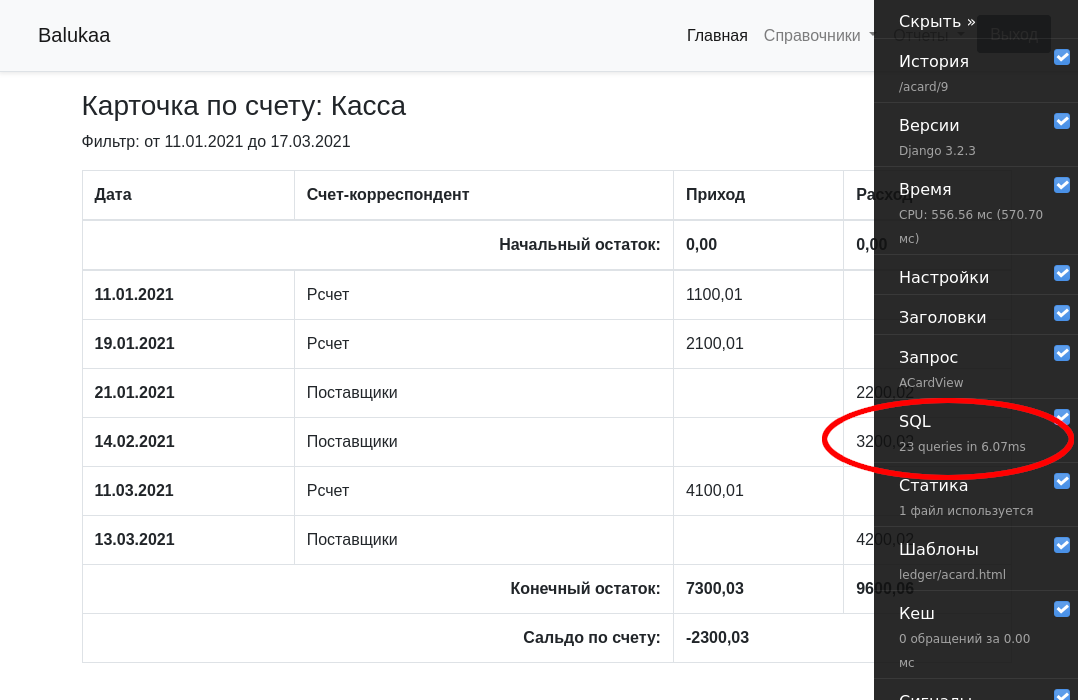 Balukaa
Главная Справочники Отчеты Выход
Карточка по счету: Касса
Фильтр: от 11.01.2021 до 17.03.2021
Дата Счет-корреспондент Приход Расход
Начальный остаток: 0,00 0,00
11.01.2021 Рсчет 1100,01
19.01.2021 Рсчет 2100,01
21.01.2021 Поставщики 2200,02
14.02.2021 Поставщики 3200,02
11.03.2021 Рсчет 4100,01
13.03.2021 Поставщики 4200,02
Конечный остаток: 7300,03 9600,06
Сальдо по счету: -2300,03
Скрыть »
История
/acard/9
Версии
Django 3.2.3
Время
CPU: 556.56 мс (570.70
мс)
Настройки
Заголовки
Запрос
ACardView
SQL
23 queries in 6.07ms
Статика
1 файл используется
Шаблоны
ledger/acard.html
Кеш
0 обращений за 0.00
мс
Сигналы